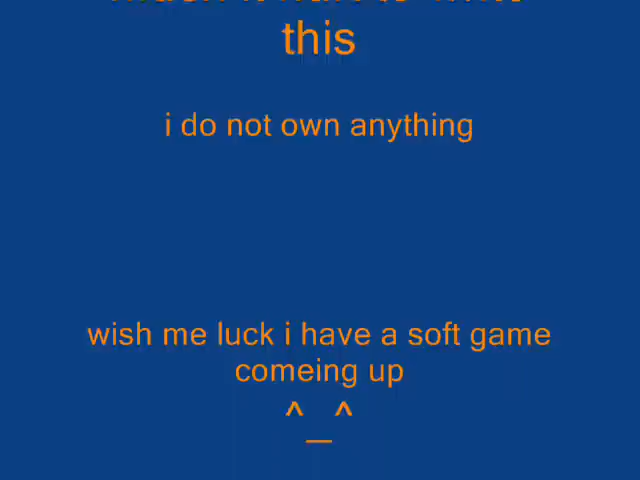 this
i do not own anything
wish me luck i have a soft game
comeing up
^_^